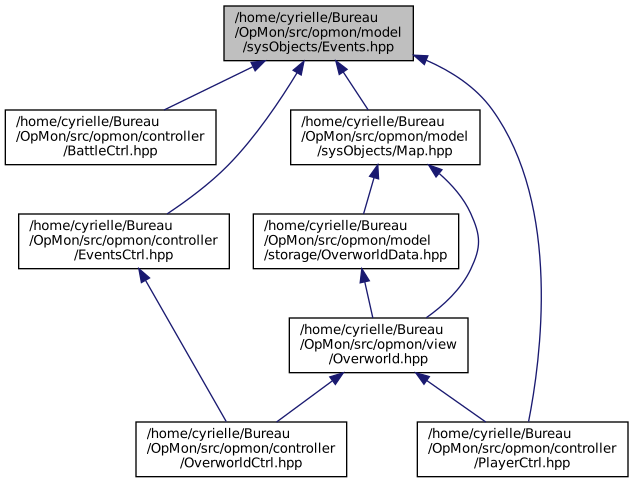 /home/cyrielle/Bureau
/OpMon/src/opmon/model
/sysObjects/Events.hpp
/home/cyrielle/Bureau
/OpMon/src/opmon/controller
/BattleCtrl.hpp
/home/cyrielle/Bureau
/OpMon/src/opmon/model
/sysObjects/Map.hpp
/home/cyrielle/Bureau
/OpMon/src/opmon/controller
/EventsCtrl.hpp
/home/cyrielle/Bureau
/OpMon/src/opmon/model
/storage/OverworldData.hpp
/home/cyrielle/Bureau
/OpMon/src/opmon/view
/Overworld.hpp
/home/cyrielle/Bureau
/OpMon/src/opmon/controller
/OverworldCtrl.hpp
/home/cyrielle/Bureau
/OpMon/src/opmon/controller
/PlayerCtrl.hpp